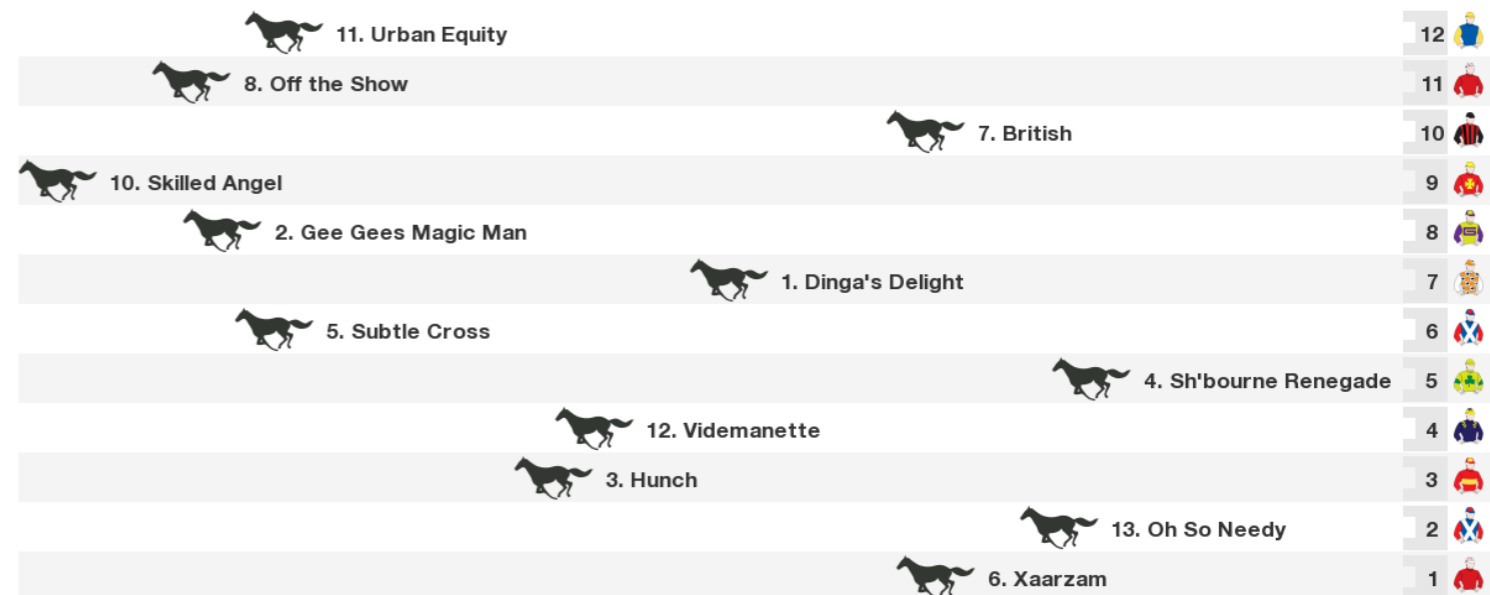 11. Urban Equity 12
8. Off the Show 11
7. British 10
10. Skilled Angel 9
2. Gee Gees Magic Man 8
1. Dinga's Delight 7
5. Subtle Cross 6
4. Sh'bourne Renegade 5
12. Videmanette 4
3. Hunch 3
13. Oh So Needy 2
6. Xaarzam 1